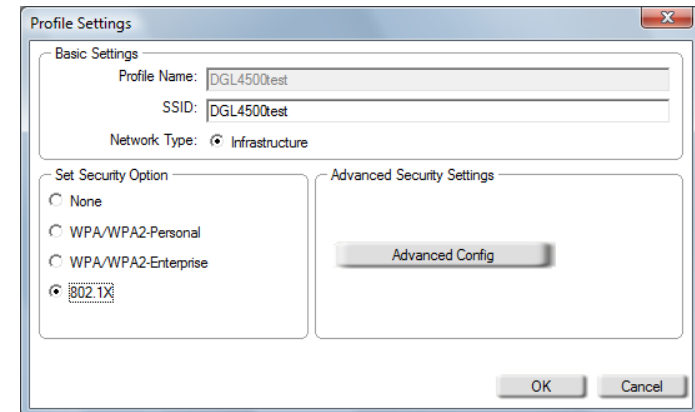 Profile Settings
Basic Settings
Profile Name: DGL4500test
SSID: DGL4500test
Network Type: Infrastructure
Set Security Option
None
WPA/WPA2-Personal
WPA/WPA2-Enterprise
802.1X
Advanced Security Settings
Advanced Config
OK Cancel